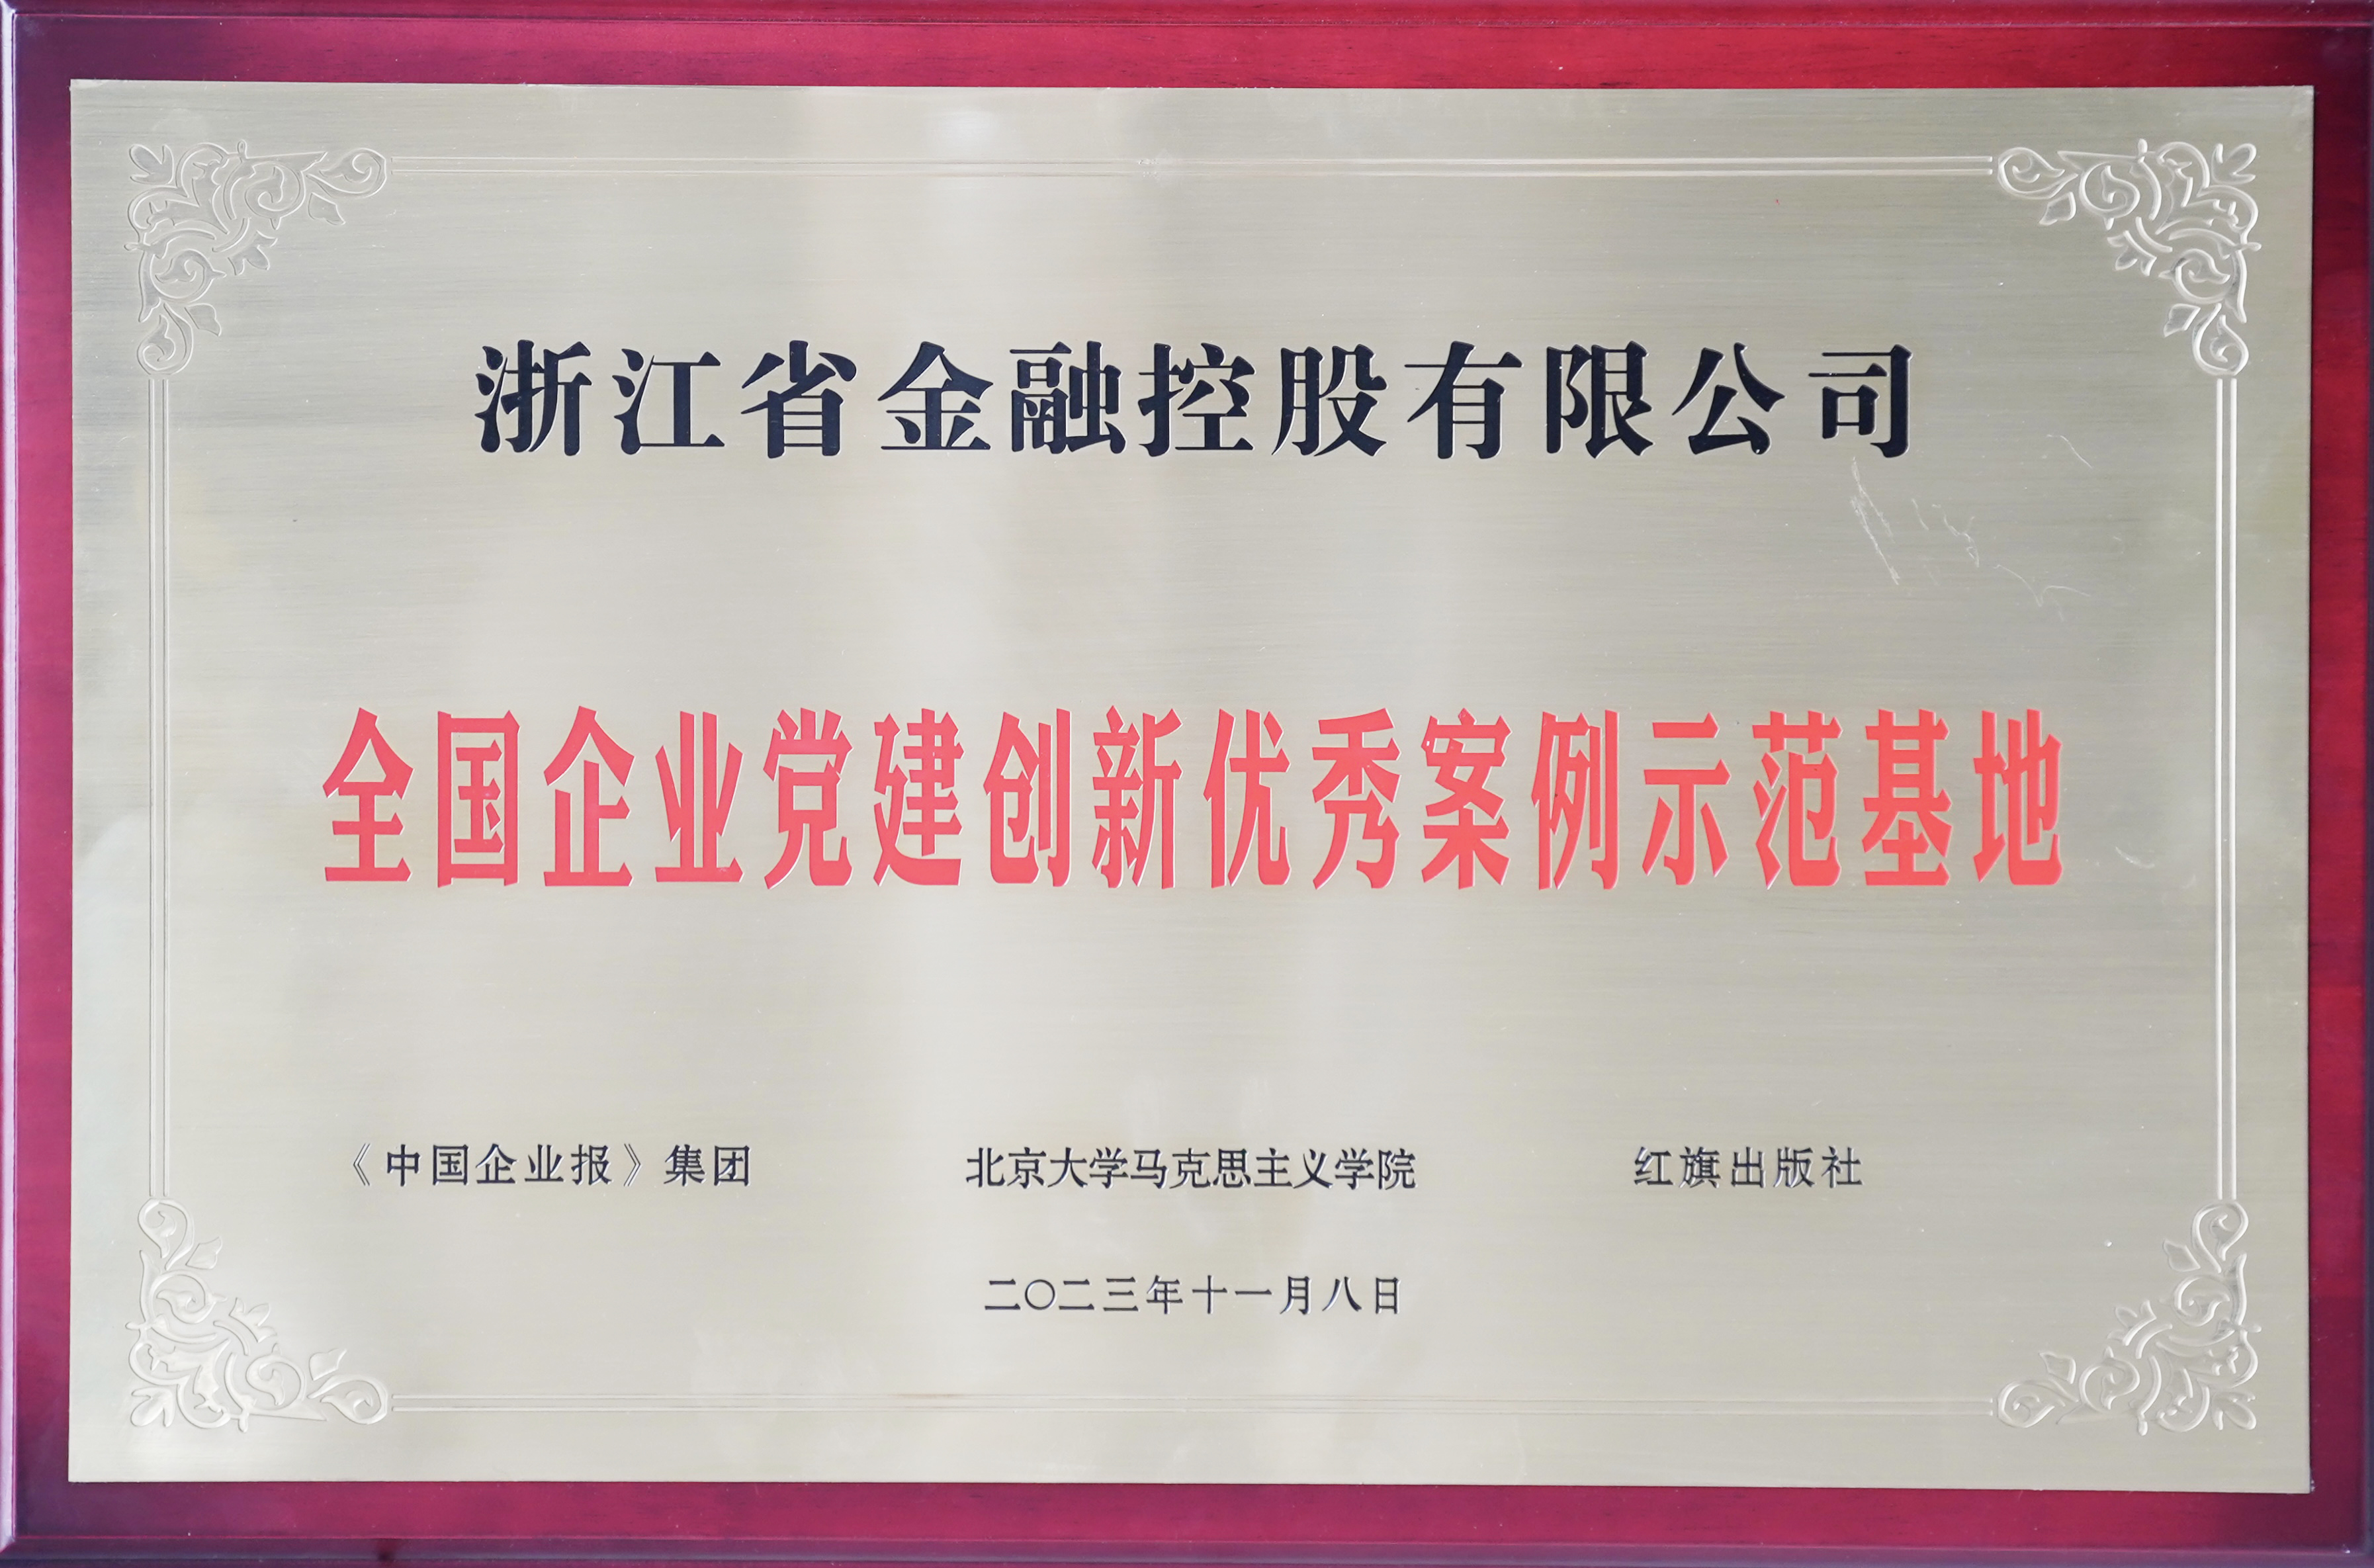 浙江省金融控股有限公司
全国企业党建创新优秀案例示范基地
《中国企业报》集团 北京大学马克思主义学院 红旗出版社
二〇二三年十一月八日